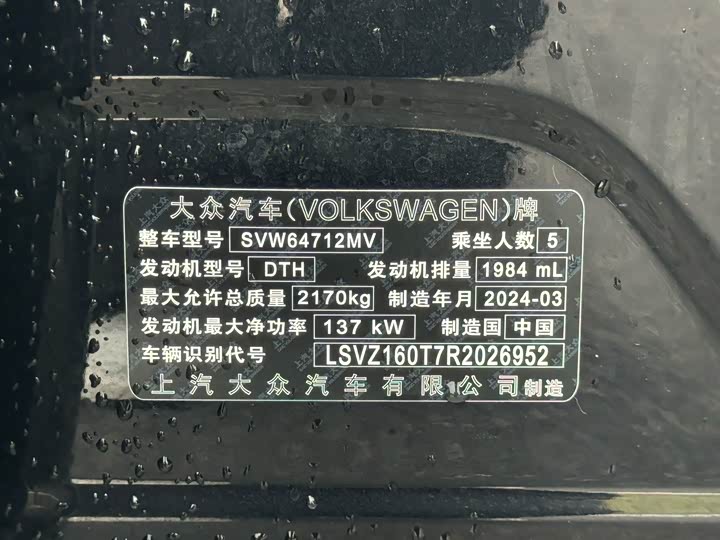 大众汽车(VOLKSWAGEN)牌
整车型号 SVW64712MV 乘坐人数 5
发动机型号 DTH 发动机排量 1984 mL
最大允许总质量 2170kg 制造年月 2024-03
发动机最大净功率 137 kW 制造国 中国
车辆识别代号 LSVZ160T7R2026952
上汽大众汽车有限公司制造